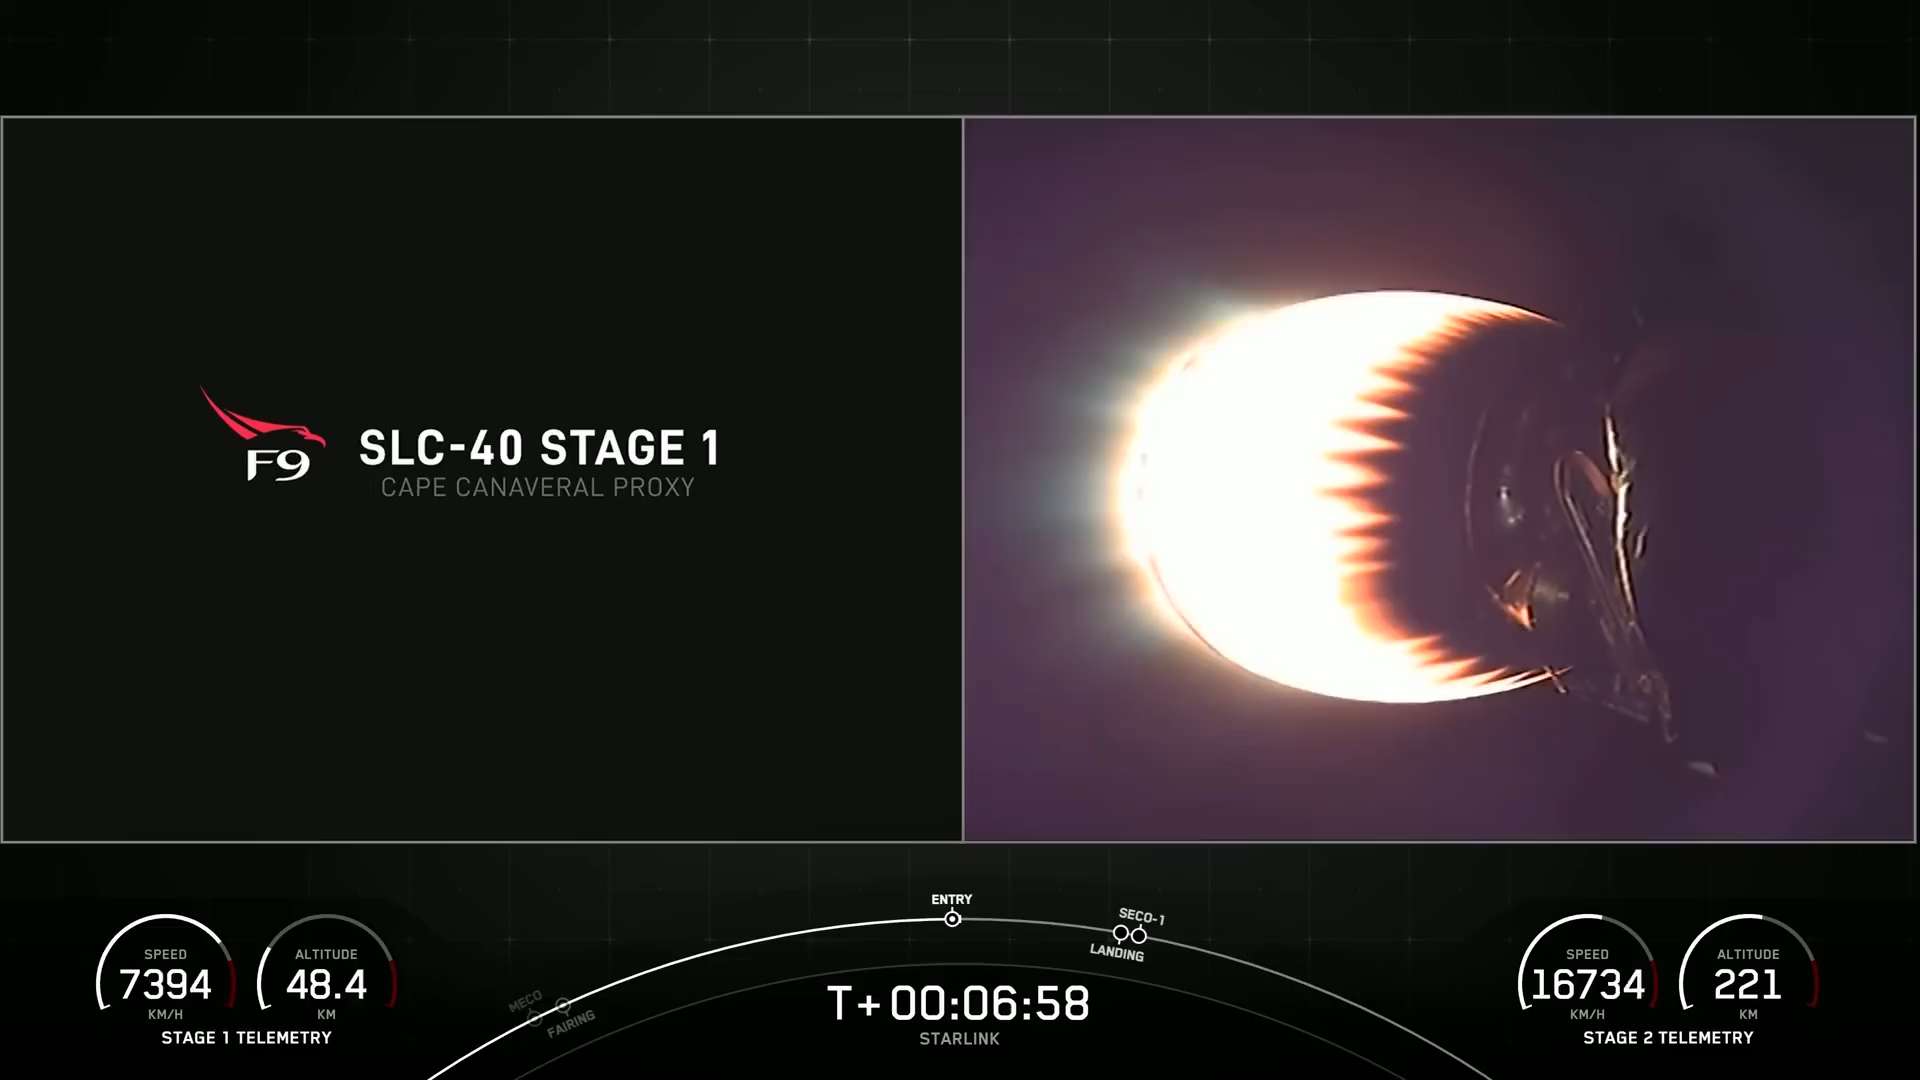 F9
SLC-40 STAGE 1
CAPE CANAVERAL PROXY
SPEED
7394
KM/H
ALTITUDE
48.4
KM
STAGE 1 TELEMETRY
MECO
FAIRING
ENTRY
SECO-1
LANDING
T+00:06:58
STARLINK
SPEED
16734
KM/H
ALTITUDE
221
KM
STAGE 2 TELEMETRY